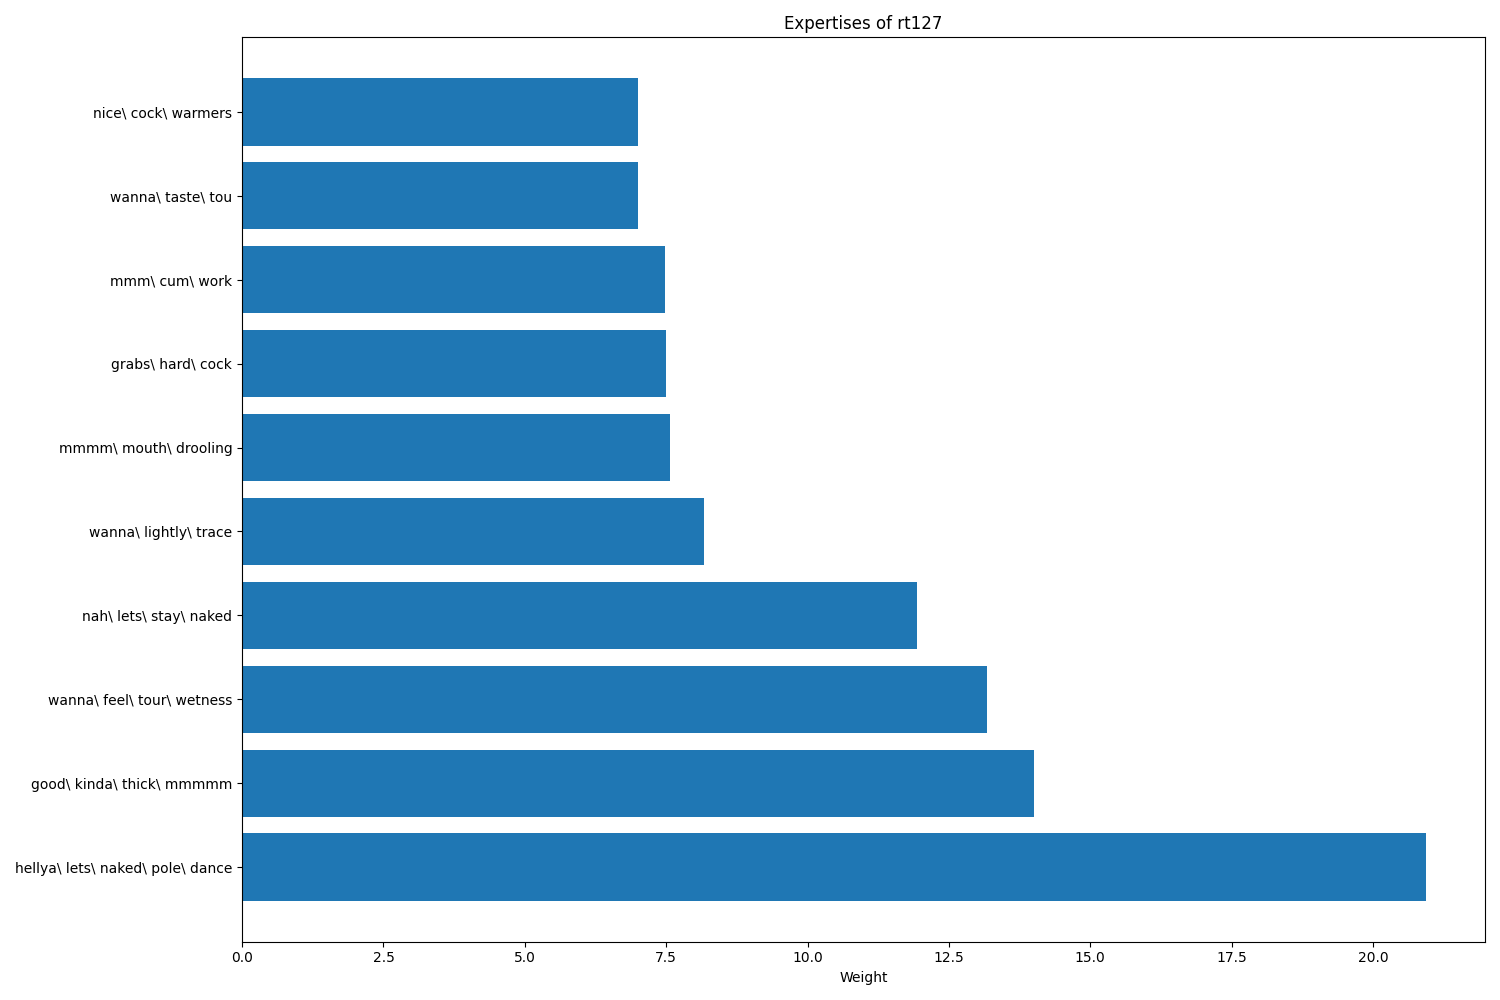 Expertises of rt127
nice\ cock\ warmers
wanna\ taste\ tou
mmm\ cum\ work
grabs\ hard\ cock
mmmm\ mouth\ drooling
wanna\ lightly\ trace
nah\ lets\ stay\ naked
wanna\ feel\ tour\ wetness
good\ kinda\ thick\ mmmmm
hellya\ lets\ naked\ pole\ dance
0.0 2.5 5.0 7.5 10.0 12.5 15.0 17.5 20.0
Weight